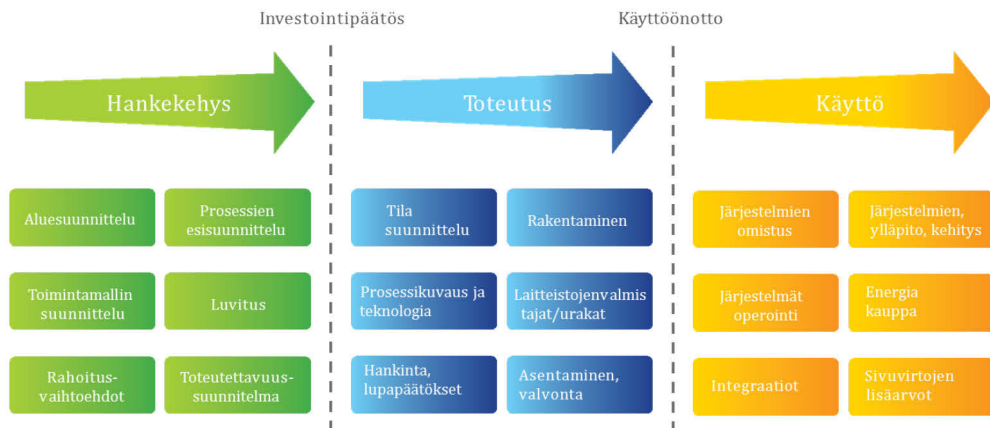 Investointipäätös
Käyttöönotto
Hankekehys
Toteutus
Käyttö
Aluesuunnittelu
Prosessien
esisuunnittelu
Toimintamallin
suunnittelu
Luvitus
Rahoitus-
vaihtoehdot
Toteutettavuus-
suunnitelma
Tila
suunnittelu
Rakentaminen
Prosessikuvaus ja
teknologia
Laitteistojenvalmis
tajat/urakat
Hankinta,
lupapäätökset
Asentaminen,
valvonta
Järjestelmien
omistus
Järjestelmien,
ylläpito, kehitys
Järjestelmät
operointi
Energia
kauppa
Integraatiot
Sivuvirtojen
lisäarvot